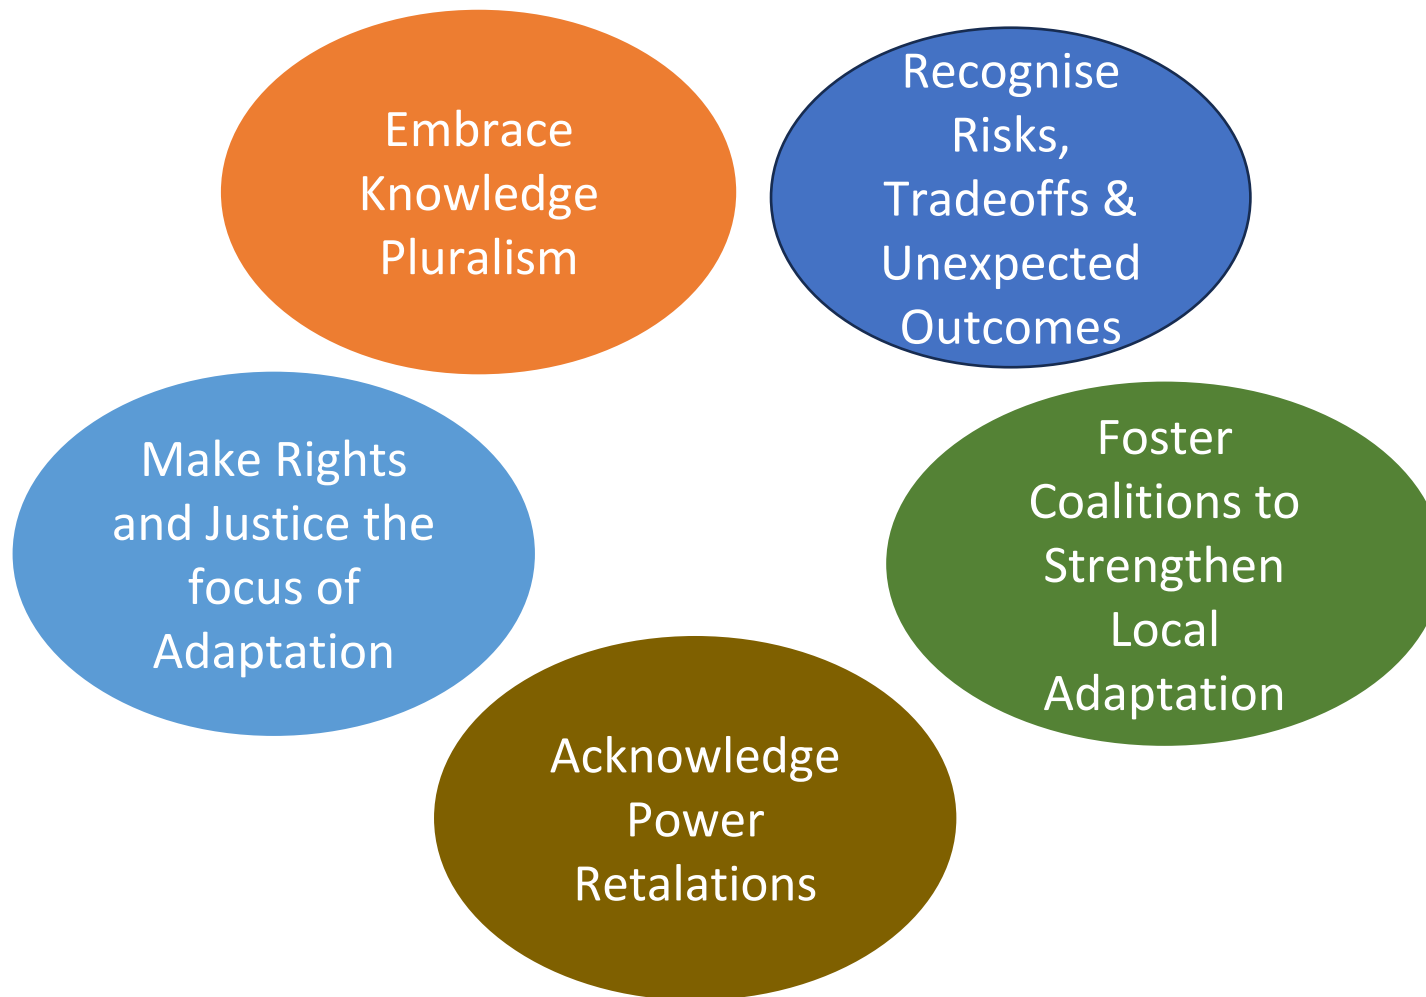 Embrace
Knowledge
Pluralism
Recognise
Risks,
Tradeoffs &
Unexpected
Outcomes
Make Rights
and Justice the
focus of
Adaptation
Foster
Coalitions to
Strengthen
Local
Adaptation
Acknowledge
Power
Retalations